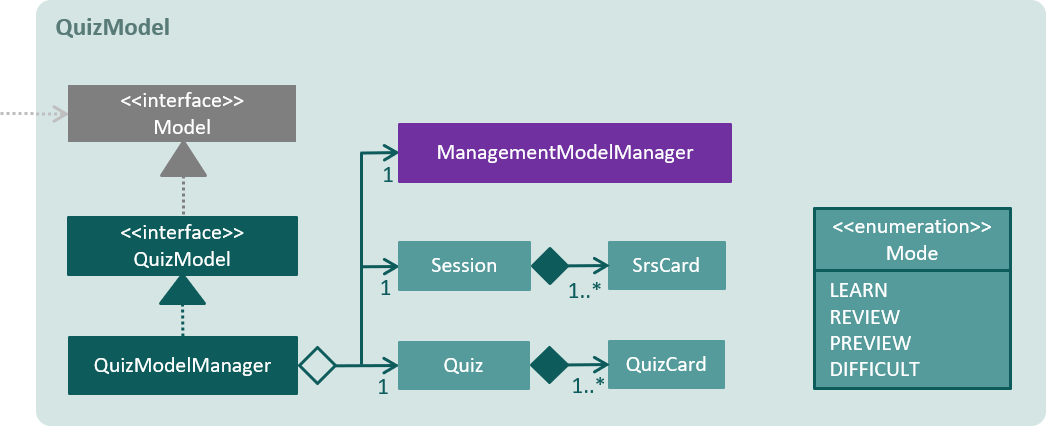 QuizModel
<<interface>>
Model
ManagementModelManager
1
<<interface>>
QuizModel
Session
1
SrsCard
1..*
QuizModelManager
Quiz
1
QuizCard
1..*
<<enumeration>>
Mode
LEARN
REVIEW
PREVIEW
DIFFICULT